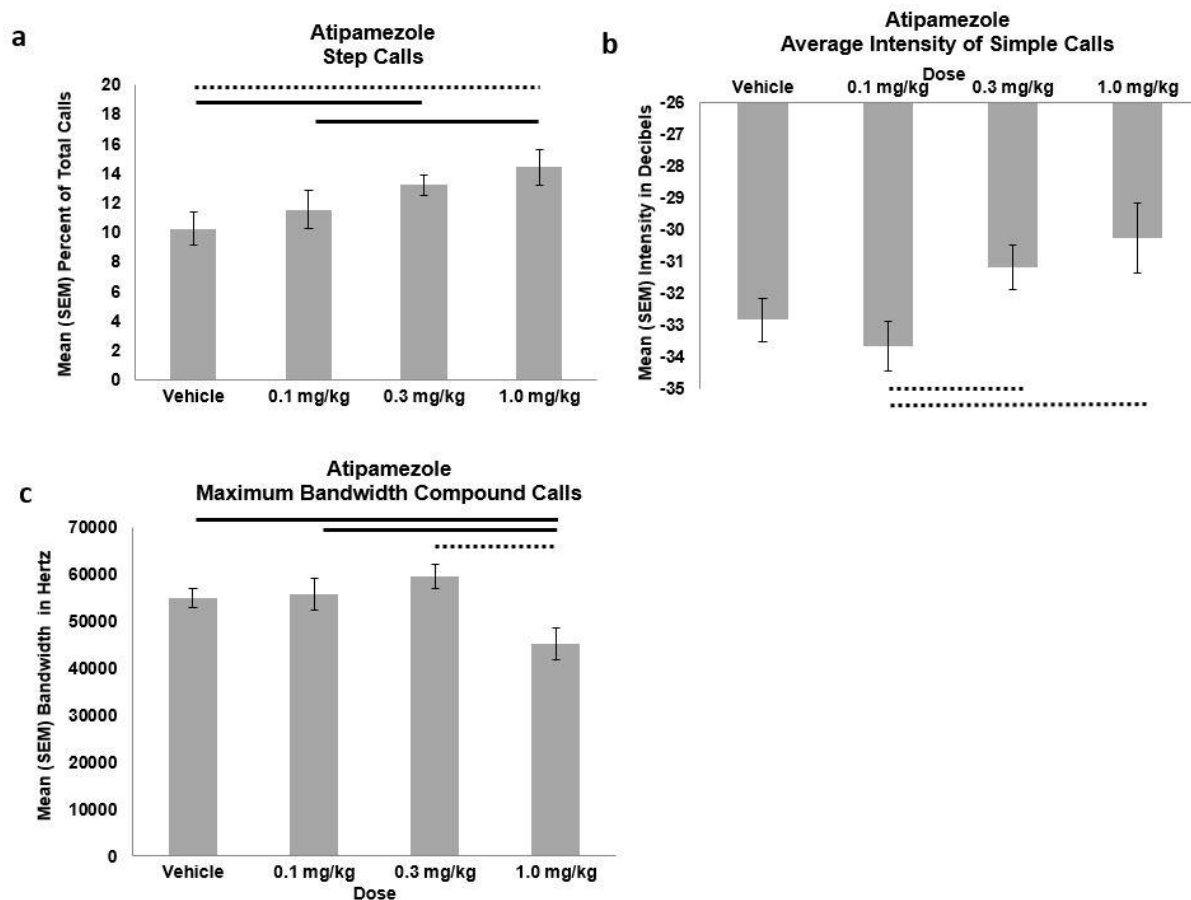 a
Atipamezole
Step Calls
Mean (SEM) Percent of Total Calls
20
18
16
14
12
10
8
6
4
2
0
Vehicle 0.1 mg/kg 0.3 mg/kg 1.0 mg/kg
b
Atipamezole
Average Intensity of Simple Calls
Dose
Vehicle 0.1 mg/kg 0.3 mg/kg 1.0 mg/kg
Mean (SEM) Intensity in Decibels
-26
-27
-28
-29
-30
-31
-32
-33
-34
-35
c
Atipamezole
Maximum Bandwidth Compound Calls
Mean (SEM) Bandwidth in Hertz
70000
60000
50000
40000
30000
20000
10000
0
Vehicle 0.1 mg/kg 0.3 mg/kg 1.0 mg/kg
Dose